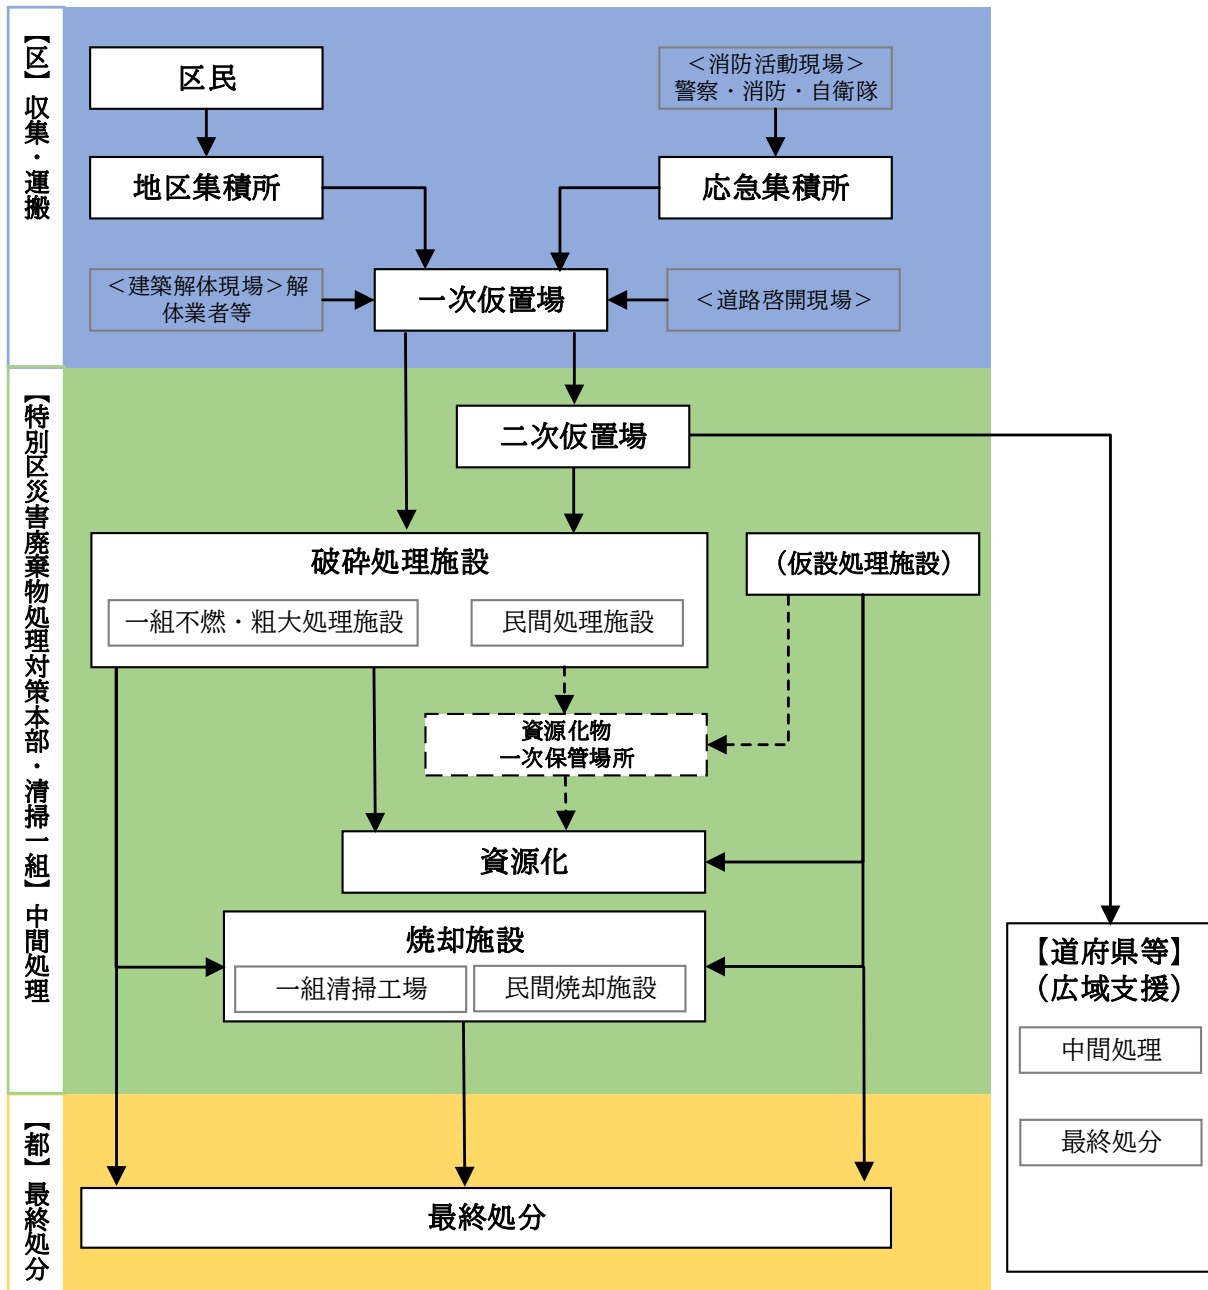 【区】収集・運搬
区民
＜消防活動現場＞
警察・消防・自衛隊
地区集積所
応急集積所
＜建築解体現場＞解
体業者等
一次仮置場
＜道路啓開現場＞
【特別区災害廃棄物処理対策本部・清掃一組】中間処理
二次仮置場
破砕処理施設
（仮設処理施設）
一組不燃・粗大処理施設
民間処理施設
資源化物
一次保管場所
資源化
焼却施設
一組清掃工場
民間焼却施設
【道府県等】
（広域支援）
中間処理
最終処分
【都】最終処分
最終処分